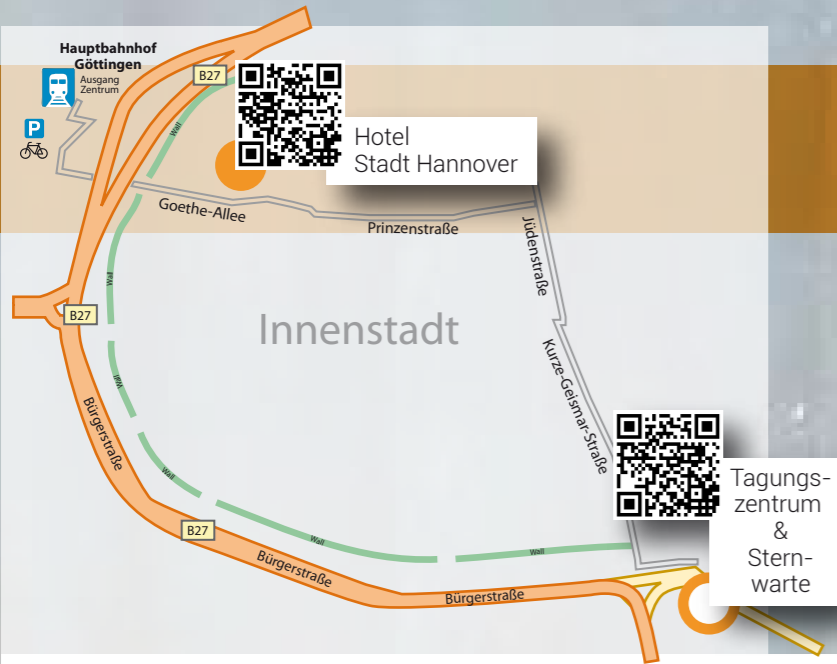 Hauptbahnhof
Göttingen
Ausgang
Zentrum
P
B27
Wall
Hotel
Stadt Hannover
Goethe-Allee
Prinzenstraße
Jüdenstraße
Wall
B27
Innenstadt
Kurze-Geismar-Straße
Wall
Bürgerstraße
Wall
Tagungs-
zentrum
&
Stern-
warte
B27
Wall
Wall
Bürgerstraße
Bürgerstraße